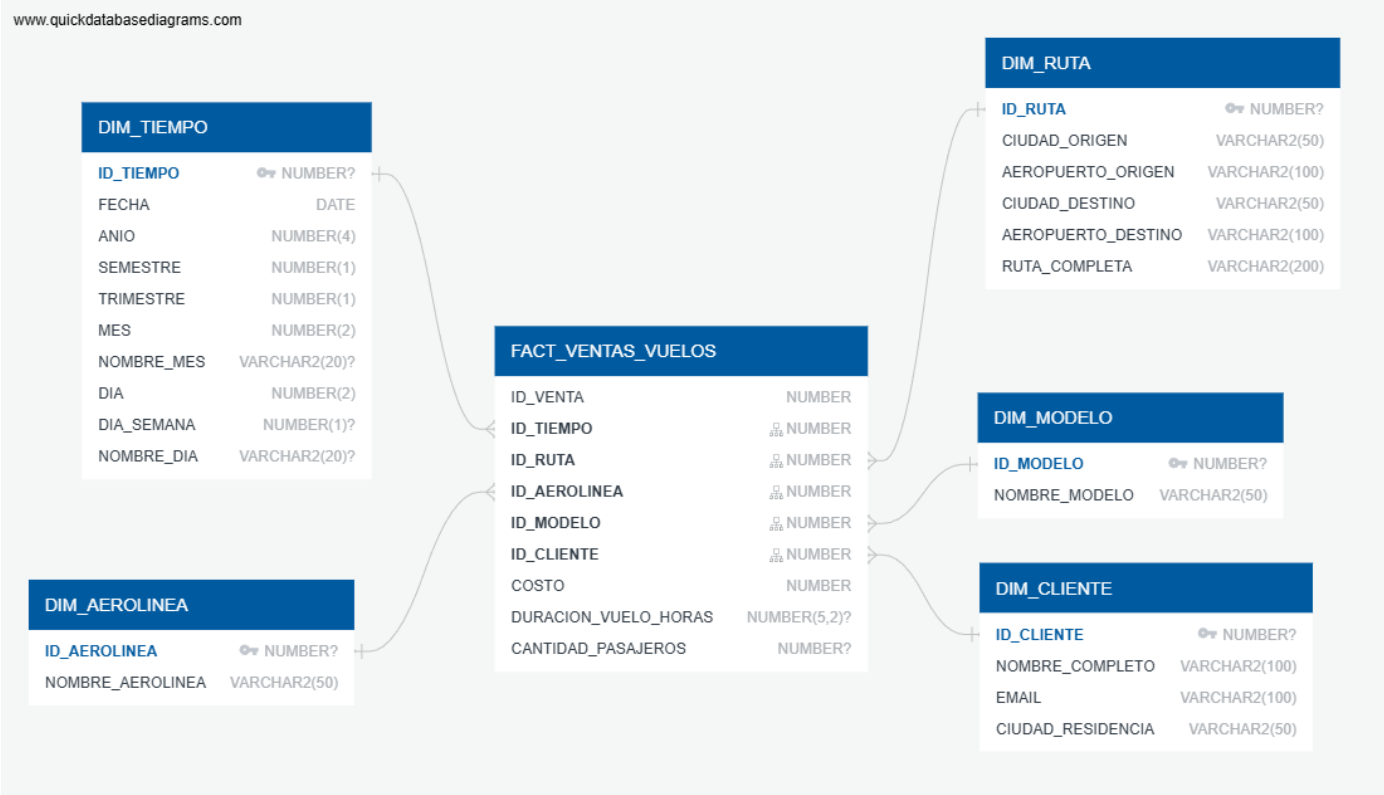 www.quickdatabasediagrams.com
DIM_TIEMPO
ID_TIEMPO NUMBER?
FECHA DATE
ANIO NUMBER(4)
SEMESTRE NUMBER(1)
TRIMESTRE NUMBER(1)
MES NUMBER(2)
NOMBRE_MES VARCHAR2(20)?
DIA NUMBER(2)
DIA_SEMANA NUMBER(1)?
NOMBRE_DIA VARCHAR2(20)?
DIM_AEROLINEA
ID_AEROLINEA NUMBER?
NOMBRE_AEROLINEA VARCHAR2(50)
FACT_VENTAS_VUELOS
ID_VENTA NUMBER
ID_TIEMPO NUMBER
ID_RUTA NUMBER
ID_AEROLINEA NUMBER
ID_MODELO NUMBER
ID_CLIENTE NUMBER
COSTO NUMBER
DURACION_VUELO_HORAS NUMBER(5,2)?
CANTIDAD_PASAJEROS NUMBER?
DIM_RUTA
ID_RUTA NUMBER?
CIUDAD_ORIGEN VARCHAR2(50)
AEROPUERTO_ORIGEN VARCHAR2(100)
CIUDAD_DESTINO VARCHAR2(50)
AEROPUERTO_DESTINO VARCHAR2(100)
RUTA_COMPLETA VARCHAR2(200)
DIM_MODELO
ID_MODELO NUMBER?
NOMBRE_MODELO VARCHAR2(50)
DIM_CLIENTE
ID_CLIENTE NUMBER?
NOMBRE_COMPLETO VARCHAR2(100)
EMAIL VARCHAR2(100)
CIUDAD_RESIDENCIA VARCHAR2(50)